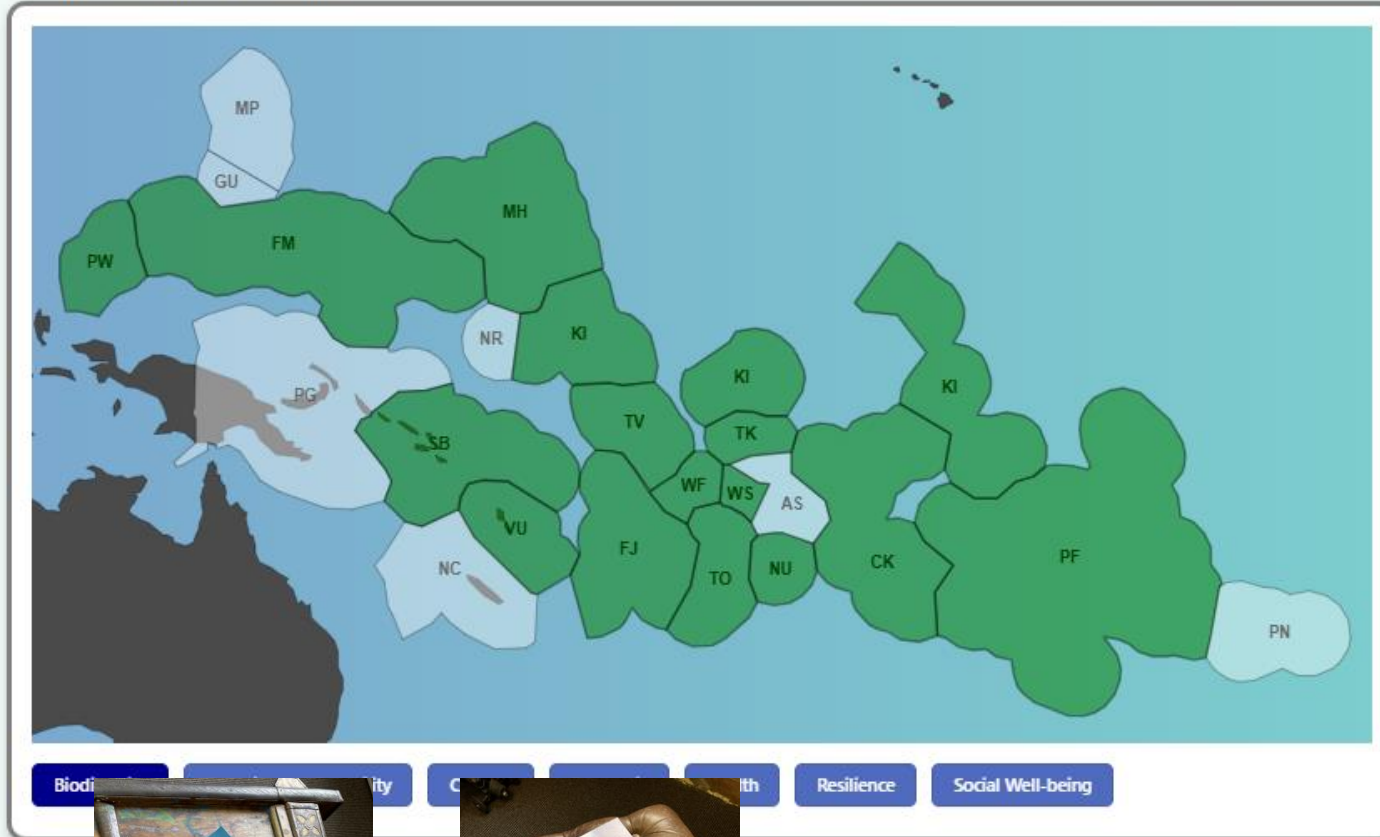 MP
GU
MH
FM
PW
NR
KI
PG
KI
KI
TV
TK
SB
WF
WS
AS
VU
FJ
NC
TO
NU
CK
PF
PN
Resilience
Social Well-being